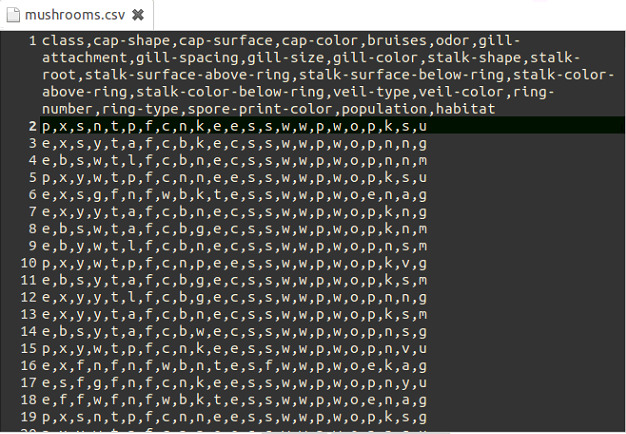 mushrooms.csv
1 class,cap-shape,cap-surface,cap-color,bruises,odor,gill-
attachment,gill-spacing,gill-size,gill-color,stalk-shape,stalk-
root,stalk-surface-above-ring,stalk-surface-below-ring,stalk-color-
above-ring,stalk-color-below-ring,veil-type,veil-color,ring-
number,ring-type,spore-print-color,population,habitat
2 p,x,s,n,t,p,f,c,n,k,e,e,s,s,w,w,p,w,o,p,k,s,u
3 e,x,s,y,t,a,f,c,b,k,e,c,s,s,w,w,p,w,o,p,n,n,g
4 e,b,s,w,t,l,f,c,b,n,e,c,s,s,w,w,p,w,o,p,n,n,m
5 p,x,y,w,t,p,f,c,n,n,e,e,s,s,w,w,p,w,o,p,k,s,u
6 e,x,s,g,f,n,f,w,b,k,t,e,s,s,w,w,p,w,o,e,n,a,g
7 e,x,y,y,t,a,f,c,b,n,e,c,s,s,w,w,p,w,o,p,k,n,g
8 e,b,s,w,t,a,f,c,b,g,e,c,s,s,w,w,p,w,o,p,k,n,m
9 e,b,y,w,t,l,f,c,b,n,e,c,s,s,w,w,p,w,o,p,n,s,m
10 p,x,y,w,t,p,f,c,n,p,e,e,s,s,w,w,p,w,o,p,k,v,g
11 e,b,s,y,t,a,f,c,b,g,e,c,s,s,w,w,p,w,o,p,k,s,m
12 e,x,y,y,t,l,f,c,b,g,e,c,s,s,w,w,p,w,o,p,n,n,g
13 e,x,y,y,t,a,f,c,b,n,e,c,s,s,w,w,p,w,o,p,k,s,m
14 e,b,s,y,t,a,f,c,b,w,e,c,s,s,w,w,p,w,o,p,n,s,g
15 p,x,y,w,t,p,f,c,n,k,e,e,s,s,w,w,p,w,o,p,n,v,u
16 e,x,f,n,f,n,f,w,b,n,t,e,s,f,w,w,p,w,o,e,k,a,g
17 e,s,f,g,f,n,f,c,n,k,e,e,s,s,w,w,p,w,o,p,n,y,u
18 e,f,f,w,f,n,f,w,b,k,t,e,s,s,w,w,p,w,o,e,n,a,g
19 p,x,s,n,t,p,f,c,n,n,e,e,s,s,w,w,p,w,o,p,k,s,g